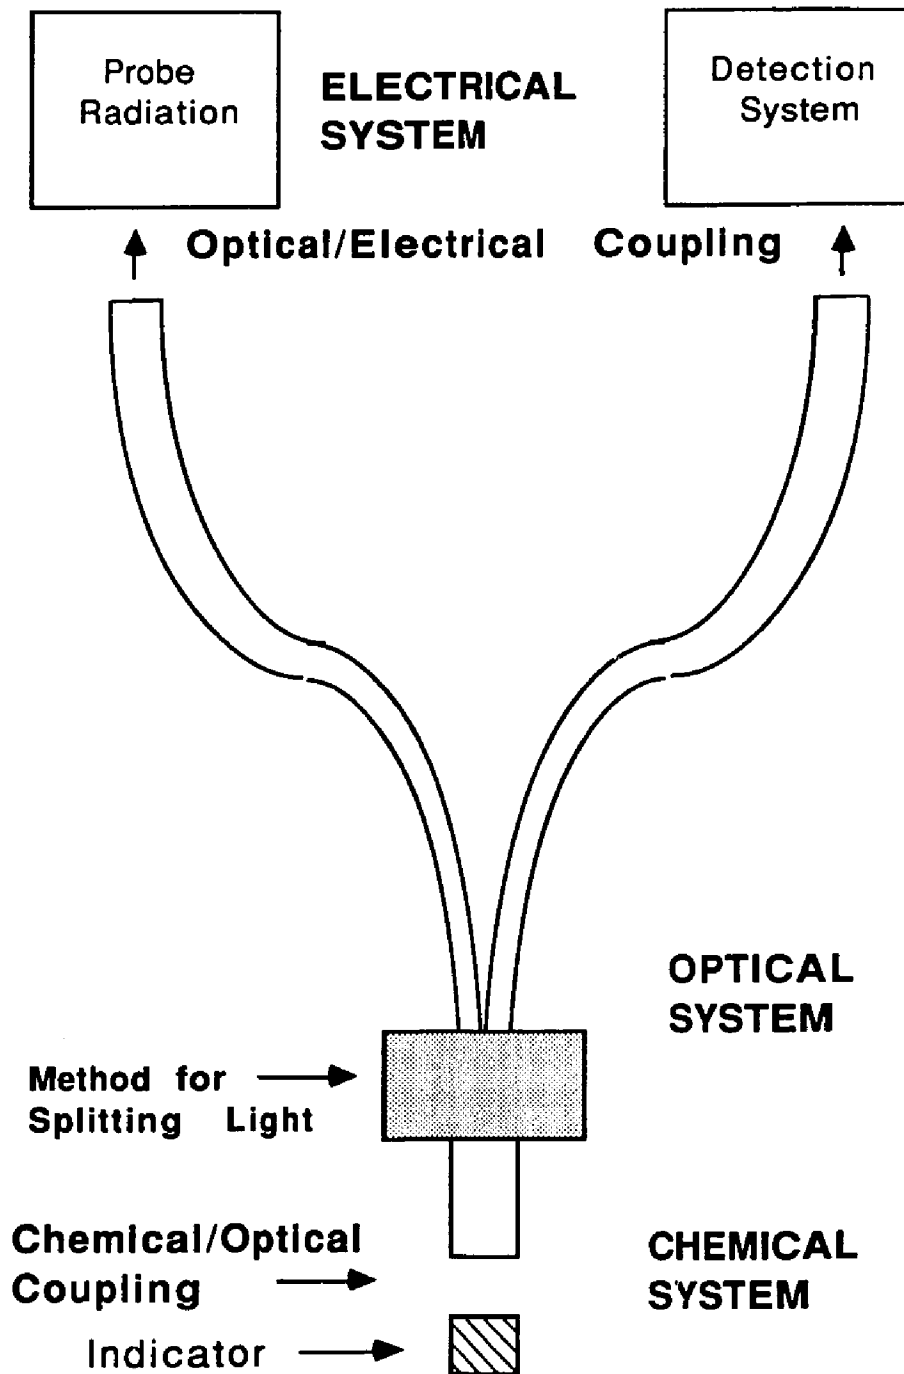 Probe
Radiation
ELECTRICAL
SYSTEM
Detection
System
Optical/Electrical Coupling
OPTICAL
SYSTEM
Method for
Splitting Light
Chemical/Optical
Coupling
CHEMICAL
SYSTEM
Indicator